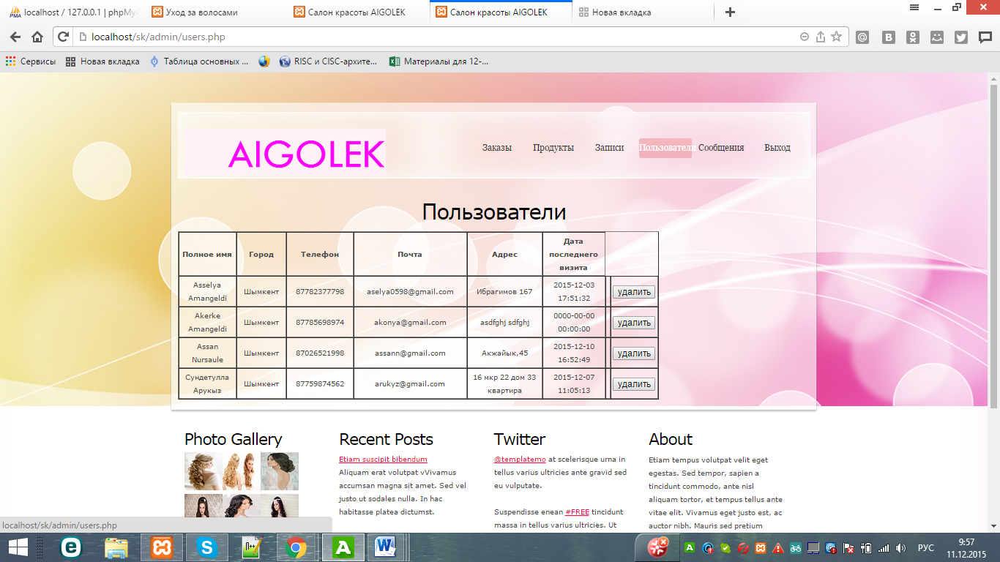 localhost / 127.0.0.1 | phpMyA
Уход за волосами
Салон красоты AIGOLEK
Салон красоты AIGOLEK
Новая вкладка
localhost/sk/admin/users.php
Сервисы
Новая вкладка
Таблица основных ...
RISC и CISC-архите...
Материалы для 12-...
AIGOLEK
Заказы Продукты Записи Пользователи Сообщения Выход
Пользователи
Полное имя Город Телефон Почта Адрес Дата последнего визита
Asselya Amangeldi Шымкент 87782377798 aselya0598@gmail.com Ибрагимов 167 2015-12-03 17:51:32 удалить
Akerke Amangeldi Шымкент 87785698974 akonya@gmail.com asdfghj sdfghj 0000-00-00 00:00:00 удалить
Assan Nursaule Шымкент 87026521998 assann@gmail.com Акжайык,45 2015-12-10 16:52:49 удалить
Сундетулла Арукыз Шымкент 87759874562 arukyz@gmail.com 16 мкр 22 дом 33 квартира 2015-12-07 11:05:13 удалить
Photo Gallery
Recent Posts
Etiam suscipit bibendum
Aliquam erat volutpat vVivamus
accumsan magna sit amet. Sed vel
justo ut sodales nulla. In hac
habitasse platea dictumst.
Twitter
@templatemo at scelerisque urna in
tellus varius ultricies ante gravid sed
eu vulputate.
Suspendisse enean #FREE tincidunt
massa in tellus varius ultricies. Ut
About
Etiam tempus volutpat velit eget
egestas. Sed tempor, sapien a
tincidunt commodo, ante nisl
aliquam tortor, et tempus tellus ante
vitae elit. Vivamus eget justo est, ac
auctor nibh. Mauris sed pretium
localhost/sk/admin/users.php
РУС
9:57
11.12.2015